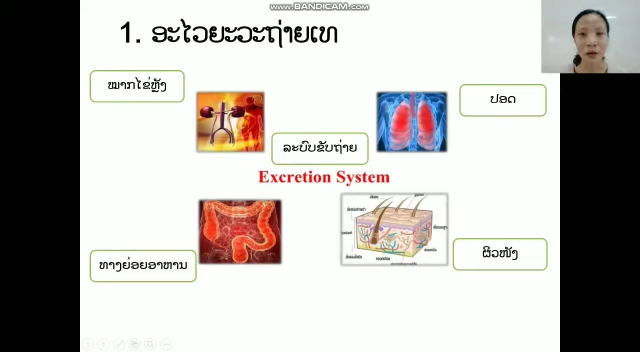 www.BANDICAM.com
1. ອະໄວຍະວະຖ່າຍເທ
ໝາກໄຂ່ຫຼັງ
ປອດ
ລະບົບຂັບຖ່າຍ
Excretion System
ທາງຍ່ອຍອາຫານ
ຜິວໜັງ